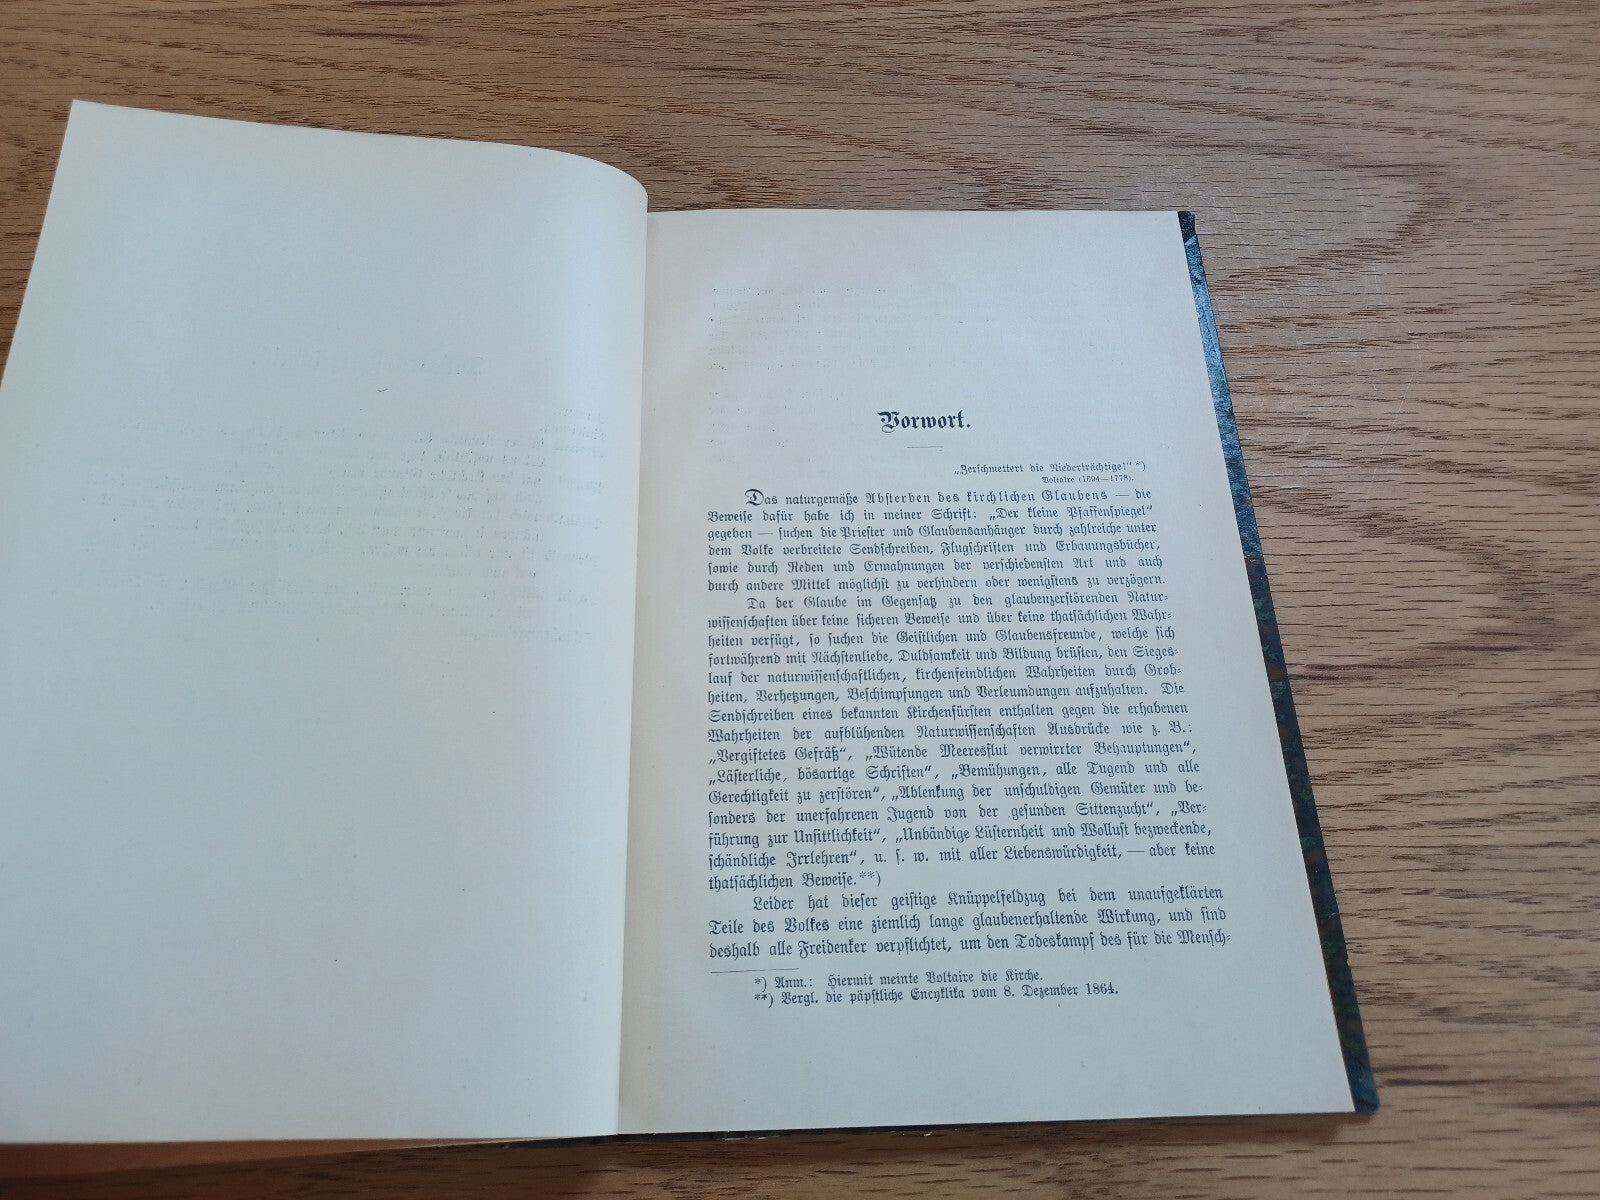 Vorwort.
„Zerschmettert die Niederträchtige!“ *)
Voltaire (1694—1778).
Das naturgemäße Absterben des kirchlichen Glaubens — die
Beweise dafür habe ich in meiner Schrift: „Der kleine Pfaffenspiegel“
gegeben — suchen die Priester und Glaubensanhänger durch zahlreiche unter
dem Volke verbreitete Sendschreiben, Flugschriften und Erbauungsbücher,
sowie durch Reden und Ermahnungen der verschiedensten Art und auch
durch andere Mittel möglichst zu verhindern oder wenigstens zu verzögern.
Da der Glaube im Gegensatz zu den glaubenzerstörenden Natur-
wissenschaften über keine sicheren Beweise und über keine thatsächlichen Wahr-
heiten verfügt, so suchen die Geistlichen und Glaubensfreunde, welche sich
fortwährend mit Nächstenliebe, Duldsamkeit und Bildung brüsten, den Sieges-
lauf der naturwissenschaftlichen, kirchenfeindlichen Wahrheiten durch Grob-
heiten, Verhetzungen, Beschimpfungen und Verleumdungen aufzuhalten. Die
Sendschreiben eines bekannten Kirchenfürsten enthalten gegen die erhabenen
Wahrheiten der aufblühenden Naturwissenschaften Ausdrücke wie z. B.:
„Vergiftetes Gefräß“, „Wütende Meeresflut verwirrter Behauptungen“,
„Lästerliche, bösartige Schriften“, „Bemühungen, alle Tugend und alle
Gerechtigkeit zu zerstören“, „Ablenkung der unschuldigen Gemüter und be-
sonders der unerfahrenen Jugend von der gesunden Sittenzucht“, „Ver-
führung zur Unsittlichkeit“, „Unbändige Lüsternheit und Wollust bezweckende,
schändliche Irrlehren“, u. s. w. mit aller Liebenswürdigkeit, — aber keine
thatsächlichen Beweise.**)
Leider hat dieser geistige Knüppelfeldzug bei dem unaufgeklärten
Teile des Volkes eine ziemlich lange glaubenerhaltende Wirkung, und sind
deshalb alle Freidenker verpflichtet, um den Todeskampf des für die Mensch-
*) Anm.: Hiermit meinte Voltaire die Kirche.
**) Vergl. die päpstliche Encyklika vom 8. Dezember 1864.